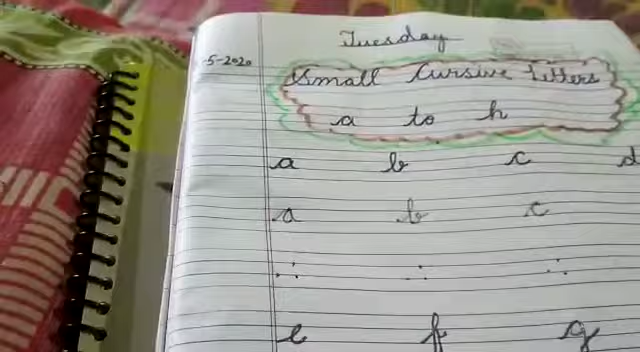 Tuesday
5-2020
Small Cursive Letters
a to h
a b c d
a b c
e f g